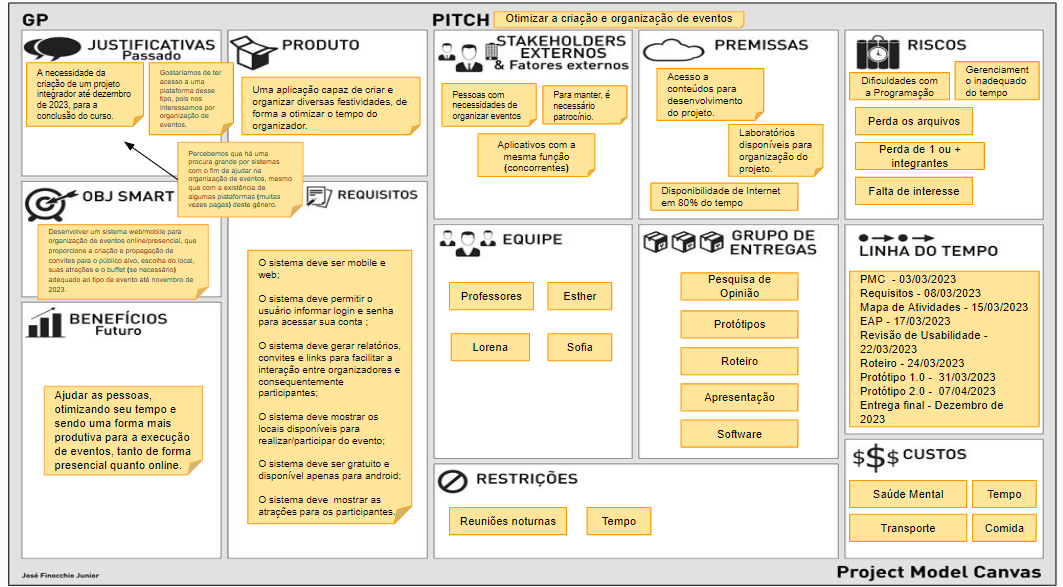 GP
PITCH
Otimizar a criação e organização de eventos
JUSTIFICATIVAS
Passado
A necessidade da
criação de um projeto
integrador até dezembro
de 2023, para a
conclusão do curso.
Gostaríamos de ter
acesso a uma
plataforma desse
tipo, pois nos
interessamos por
organização de
eventos.
Percebemos que há uma
procura grande por sistemas
com o fim de ajudar na
organização de eventos, mesmo
que com a existência de
algumas plataformas (muitas
vezes pagas) deste gênero.
PRODUTO
Uma aplicação capaz de criar e
organizar diversas festividades, de
forma a otimizar o tempo do
organizador.
STAKEHOLDERS
EXTERNOS
& Fatores externos
Pessoas com
necessidades de
organizar eventos
Para manter, é
necessário
patrocínio.
Aplicativos com a
mesma função
(concorrentes)
PREMISSAS
Acesso a
conteúdos para
desenvolvimento
do projeto.
Laboratórios
disponíveis para
organização do
projeto.
Disponibilidade de Internet
em 80% do tempo
RISCOS
Dificuldades com
a Programação
Gerenciament
o inadequado
do tempo
Perda os arquivos
Perda de 1 ou +
integrantes
Falta de interesse
OBJ SMART
Desenvolver um sistema web/mobile para
organização de eventos online/presencial, que
proporcione a criação e propagação de
convites para o público alvo, escolha do local,
suas atrações e o buffet (se necessário)
adequado ao tipo de evento até novembro de
2023.
REQUISITOS
O sistema deve ser mobile e
web;
O sistema deve permitir o
usuário informar login e senha
para acessar sua conta ;
O sistema deve gerar relatórios,
convites e links para facilitar a
interação entre organizadores e
consequentemente
participantes;
O sistema deve mostrar os
locais disponíveis para
realizar/participar do evento;
O sistema deve ser gratuito e
disponível apenas para android;
O sistema deve mostrar as
atrações para os participantes.
EQUIPE
Professores
Esther
Lorena
Sofia
GRUPO DE
ENTREGAS
Pesquisa de
Opinião
Protótipos
Roteiro
Apresentação
Software
LINHA DO TEMPO
PMC - 03/03/2023
Requisitos - 08/03/2023
Mapa de Atividades - 15/03/2023
EAP - 17/03/2023
Revisão de Usabilidade -
22/03/2023
Roteiro - 24/03/2023
Protótipo 1.0 - 31/03/2023
Protótipo 2.0 - 07/04/2023
Entrega final - Dezembro de
2023
BENEFÍCIOS
Futuro
Ajudar as pessoas,
otimizando seu tempo e
sendo uma forma mais
produtiva para a execução
de eventos, tanto de forma
presencial quanto online.
RESTRIÇÕES
Reuniões noturnas
Tempo
$$$ CUSTOS
Saúde Mental
Tempo
Transporte
Comida
José Finocchio Junior
Project Model Canvas